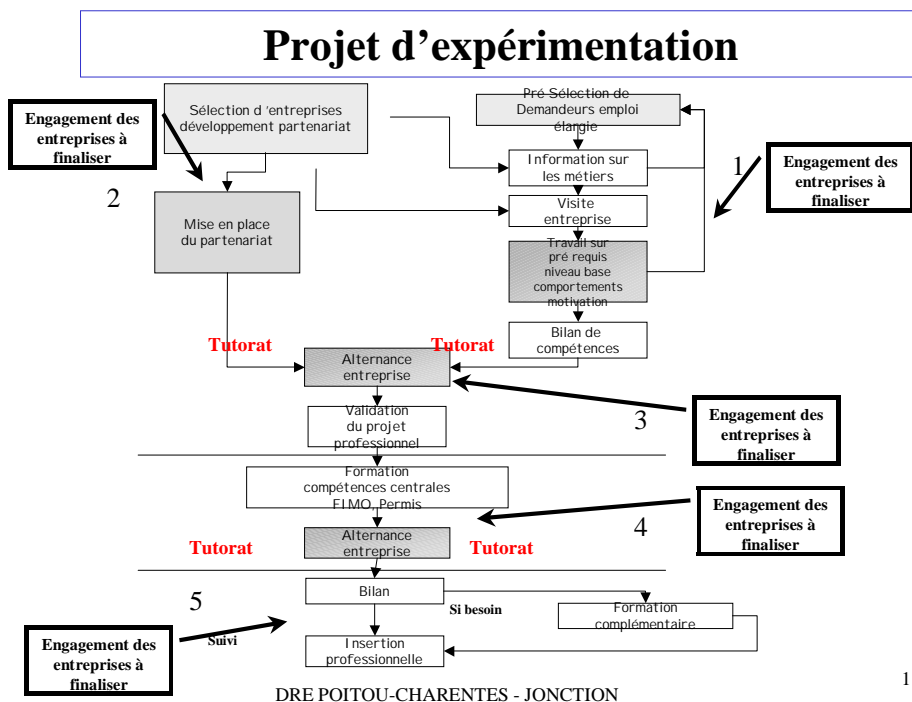 Projet d’expérimentation
Engagement des
entreprises à
finaliser
2
Sélection d ’entreprises
développement partenariat
Pré Sélection de
Demandeurs emploi
élargie
Information sur
les métiers
1
Engagement des
entreprises à
finaliser
Mise en place
du partenariat
Visite
entreprise
Travail sur
pré requis
niveau base
comportements
motivation
Bilan de
compétences
Tutorat
Tutorat
Alternance
entreprise
3
Engagement des
entreprises à
finaliser
Validation
du projet
professionnel
Formation
compétences centrales
FIMO, Permis
4
Engagement des
entreprises à
finaliser
Tutorat
Alternance
entreprise
Tutorat
5
Bilan
Si besoin
Formation
complémentaire
Engagement des
entreprises à
finaliser
Suivi
Insertion
professionnelle
DRE POITOU-CHARENTES - JONCTION
1